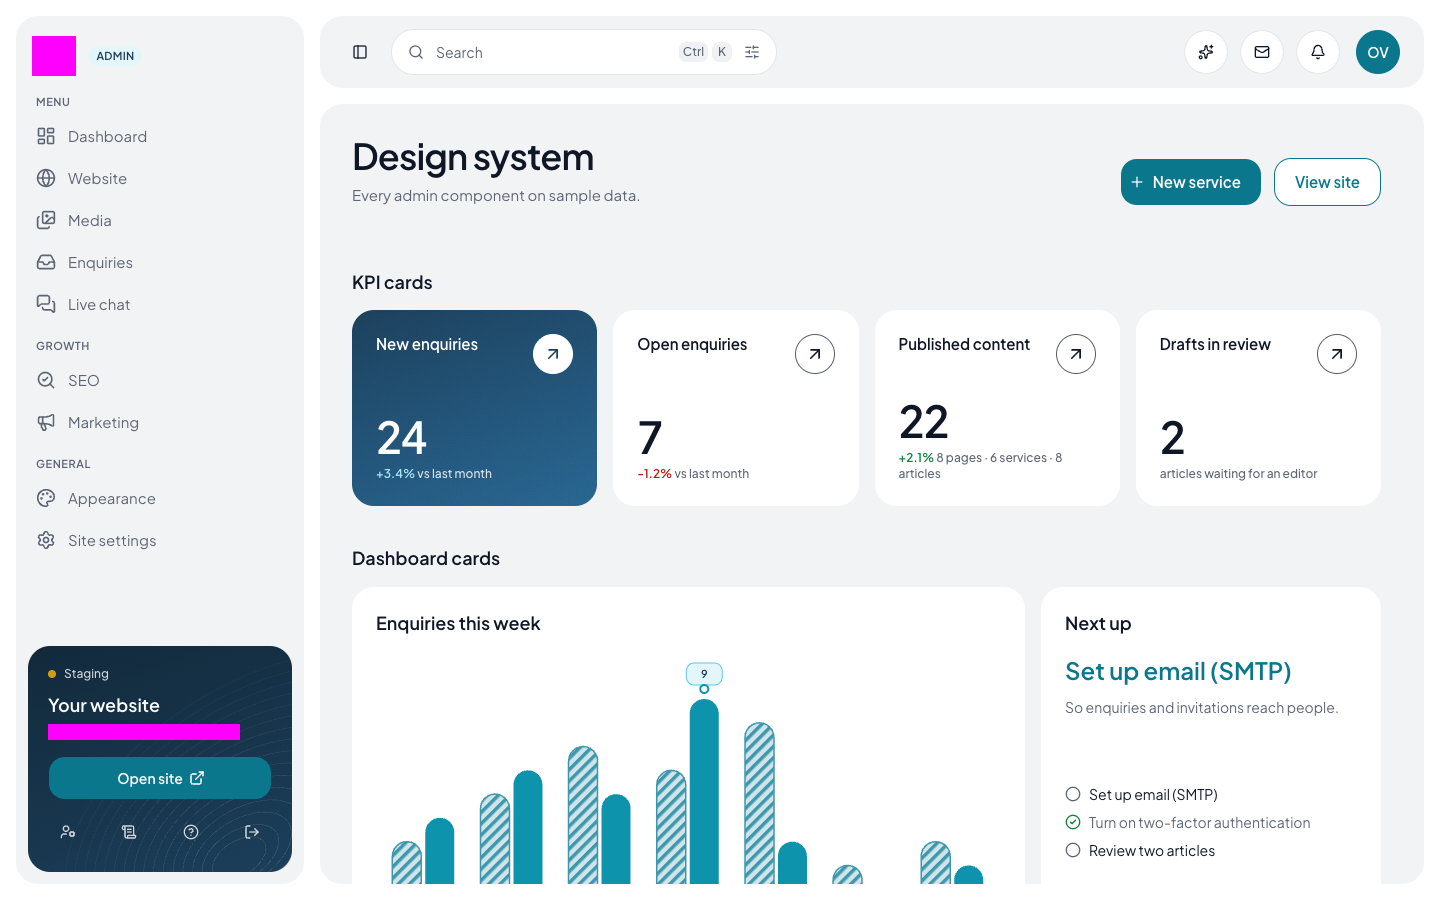 ADMIN
MENU
Dashboard
Website
Media
Enquiries
Live chat
GROWTH
SEO
Marketing
GENERAL
Appearance
Site settings
Staging
Your website
Open site
Search
Ctrl K
OV
Design system
Every admin component on sample data.
New service
View site
KPI cards
New enquiries
24
+3.4% vs last month
Open enquiries
7
-1.2% vs last month
Published content
22
+2.1% 8 pages · 6 services · 8
articles
Drafts in review
2
articles waiting for an editor
Dashboard cards
Enquiries this week
9
Next up
Set up email (SMTP)
So enquiries and invitations reach people.
Set up email (SMTP)
Turn on two-factor authentication
Review two articles